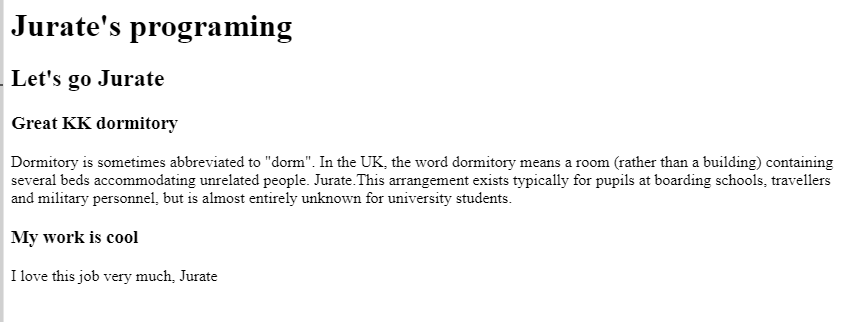 Jurate's programing
Let's go Jurate
Great KK dormitory
Dormitory is sometimes abbreviated to "dorm". In the UK, the word dormitory means a room (rather than a building) containing
several beds accommodating unrelated people. Jurate.This arrangement exists typically for pupils at boarding schools, travellers
and military personnel, but is almost entirely unknown for university students.
My work is cool
I love this job very much, Jurate